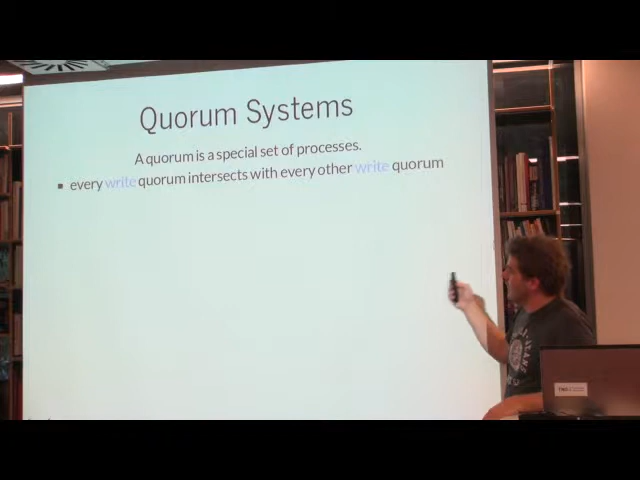 Quorum Systems
A quorum is a special set of processes.
▪ every write quorum intersects with every other write quorum